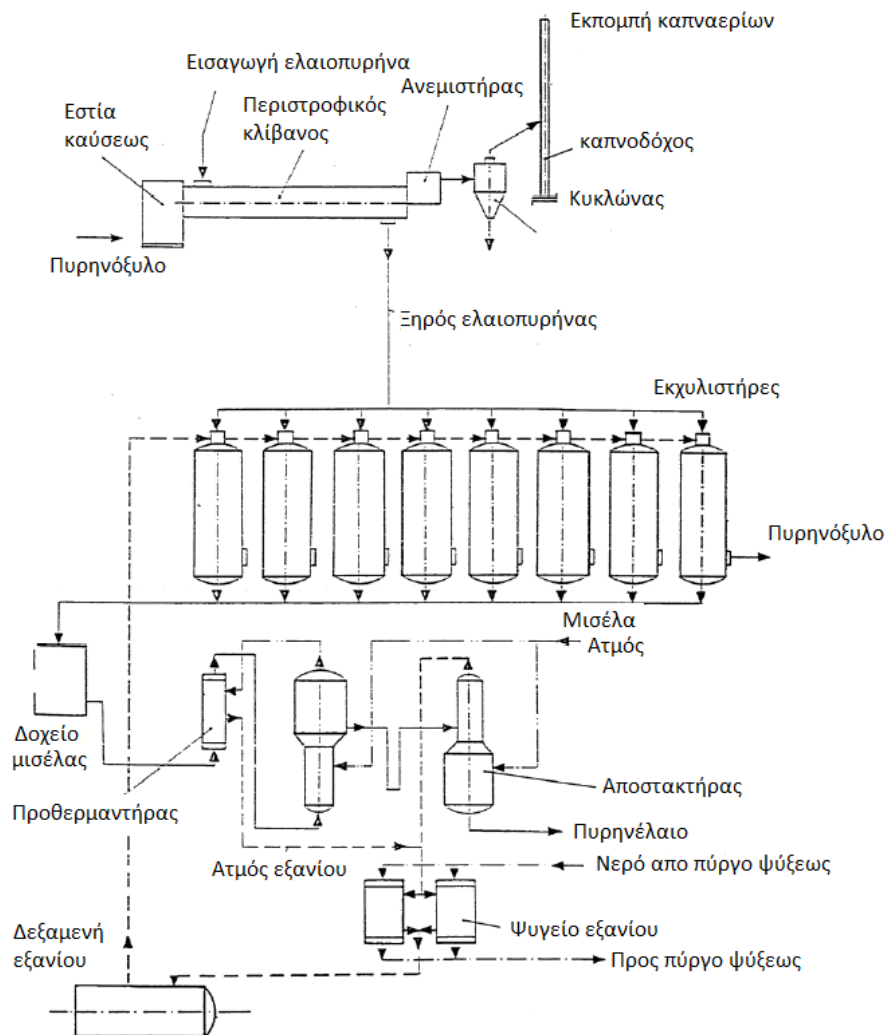 Εκπομπή καπναερίων
Εισαγωγή ελαιοπυρήνα
Ανεμιστήρας
Περιστροφικός
κλίβανος
Εστία
καύσεως
καπνοδόχος
Κυκλώνας
Πυρηνόξυλο
Ξηρός ελαιοπυρήνας
Εκχυλιστήρες
Πυρηνόξυλο
Μισέλα
Ατμός
Δοχείο
μισέλας
Αποστακτήρας
Προθερμαντήρας
Πυρηνέλαιο
Ατμός εξανίου
Νερό απο πύργο ψύξεως
Ψυγείο εξανίου
Δεξαμενή
εξανίου
Προς πύργο ψύξεως